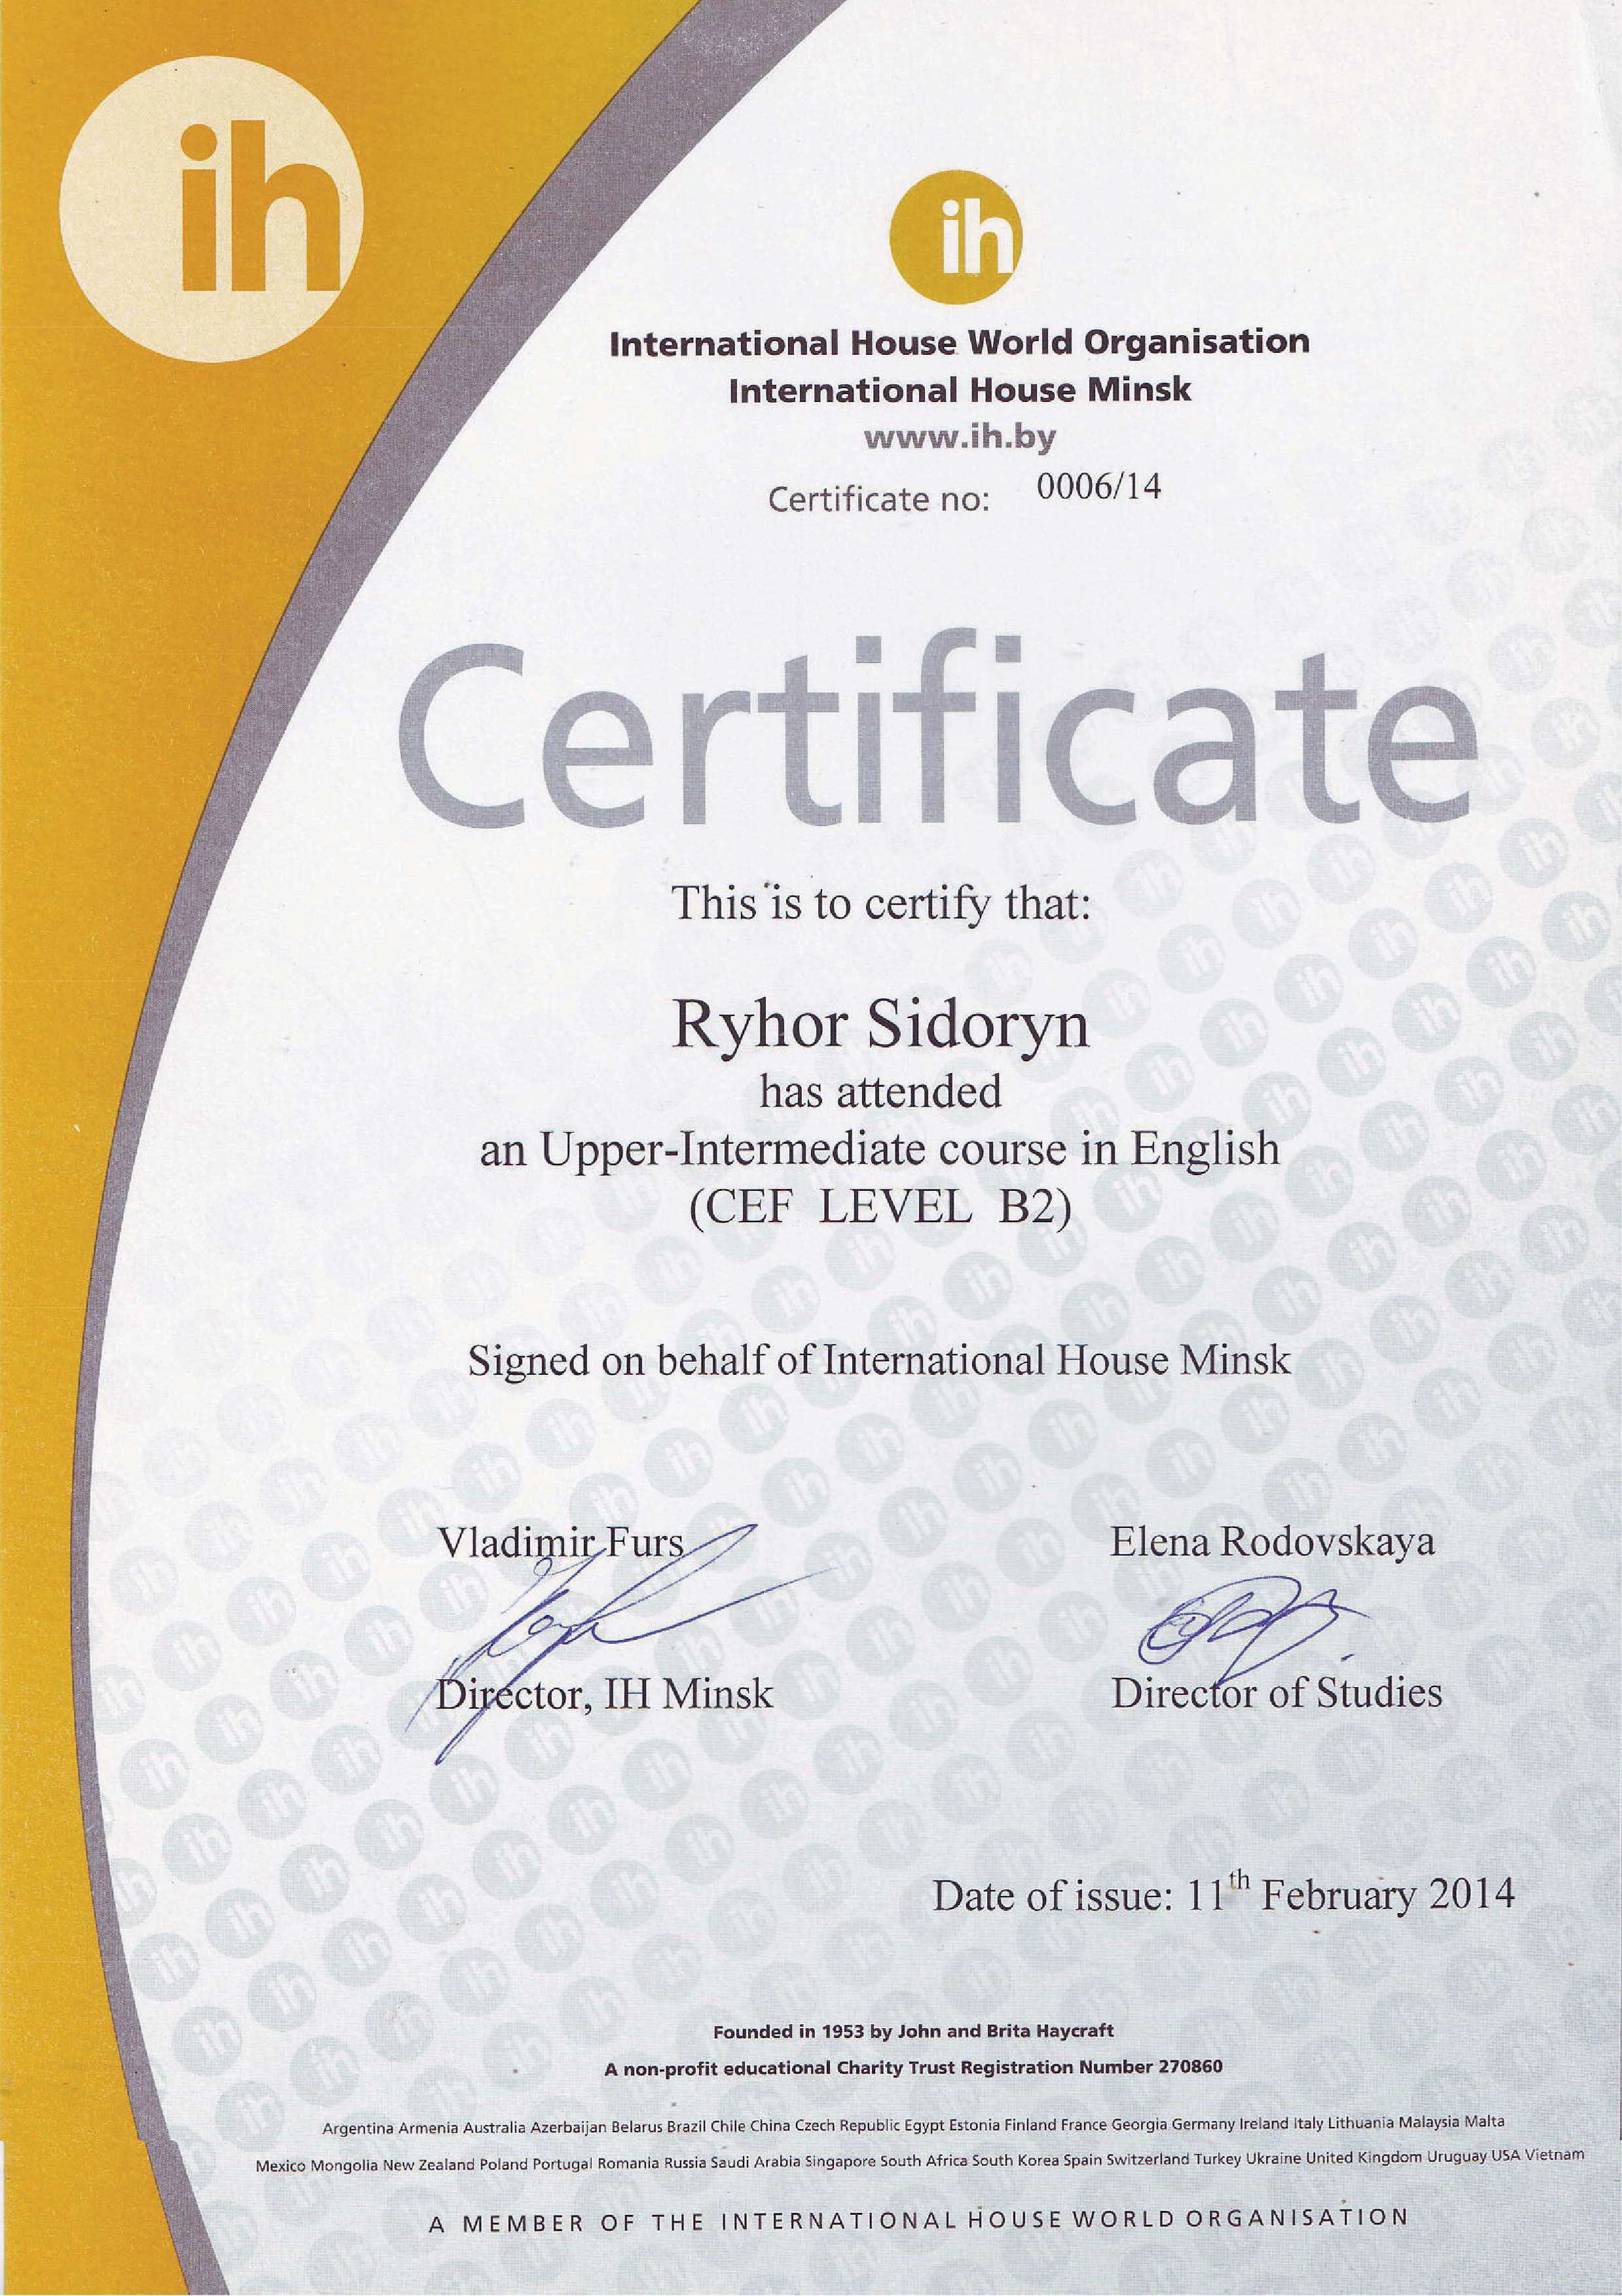 ih
ih
International House World Organisation
International House Minsk
www.ih.by
Certificate no: 0006/14
Certificate
This is to certify that:
Ryhor Sidoryn
has attended
an Upper-Intermediate course in English
(CEF LEVEL B2)
Signed on behalf of International House Minsk
Vladimir Furs
Elena Rodovskaya
Director, IH Minsk
Director of Studies
Date of issue: 11th February 2014
Founded in 1953 by John and Brita Haycraft
A non-profit educational Charity Trust Registration Number 270860
Argentina Armenia Australia Azerbaijan Belarus Brazil Chile China Czech Republic Egypt Estonia Finland France Georgia Germany Ireland Italy Lithuania Malaysia Malta
Mexico Mongolia New Zealand Poland Portugal Romania Russia Saudi Arabia Singapore South Africa South Korea Spain Switzerland Turkey Ukraine United Kingdom Uruguay USA Vietnam
A MEMBER OF THE INTERNATIONAL HOUSE WORLD ORGANISATION